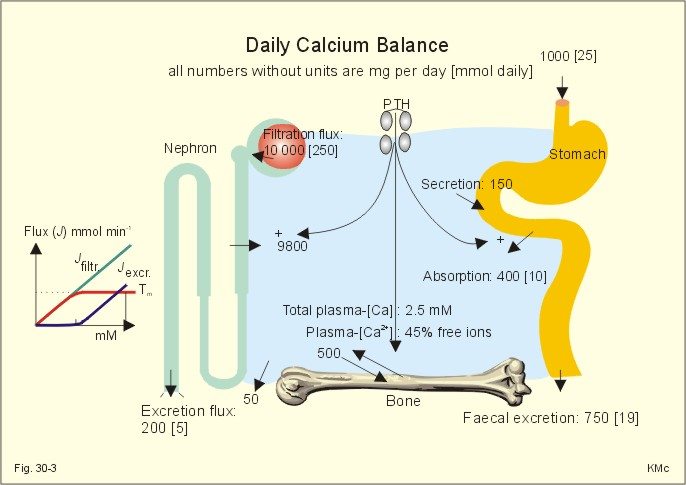 Daily Calcium Balance
all numbers without units are mg per day [mmol daily]
1000 [25]
PTH
Filtration flux:
10 000 [250]
Nephron
Stomach
Secretion: 150
Flux (J) mmol min⁻¹
+
9800
+
J filtr.
J excr.
Tm
Absorption: 400 [10]
Total plasma-[Ca] : 2.5 mM
Plasma-[Ca²⁺] : 45% free ions
mM
500
50
Bone
Excretion flux:
200 [5]
Faecal excretion: 750 [19]
Fig. 30-3
KMc